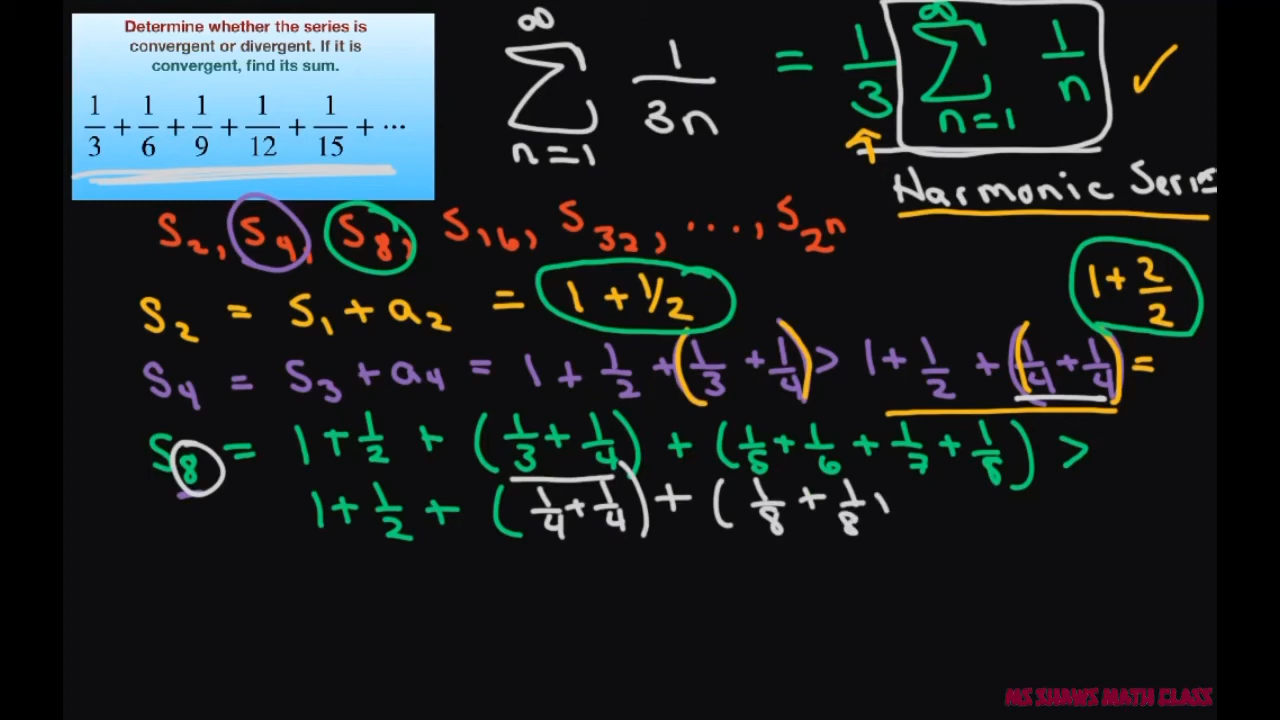 Determine whether the series is
convergent or divergent. If it is
convergent, find its sum.
1/3 + 1/6 + 1/9 + 1/12 + 1/15 + ⋯
∞ ∑ n=1 1/3n = 1/3 ∞ ∑ n=1 1/n ✓
Harmonic Series
S₂, S₄, S₈, S₁₆, S₃₂, ..., S₂ⁿ
S₂ = S₁ + a₂ = 1 + 1/2
1 + 2/2
S₄ = S₃ + a₄ = 1 + 1/2 + (1/3 + 1/4) > 1 + 1/2 + (1/4 + 1/4) =
S₈ = 1 + 1/2 + (1/3 + 1/4) + (1/5 + 1/6 + 1/7 + 1/8) >
1 + 1/2 + (1/4 + 1/4) + (1/8 + 1/8
MS SHAWS MATH CLASS